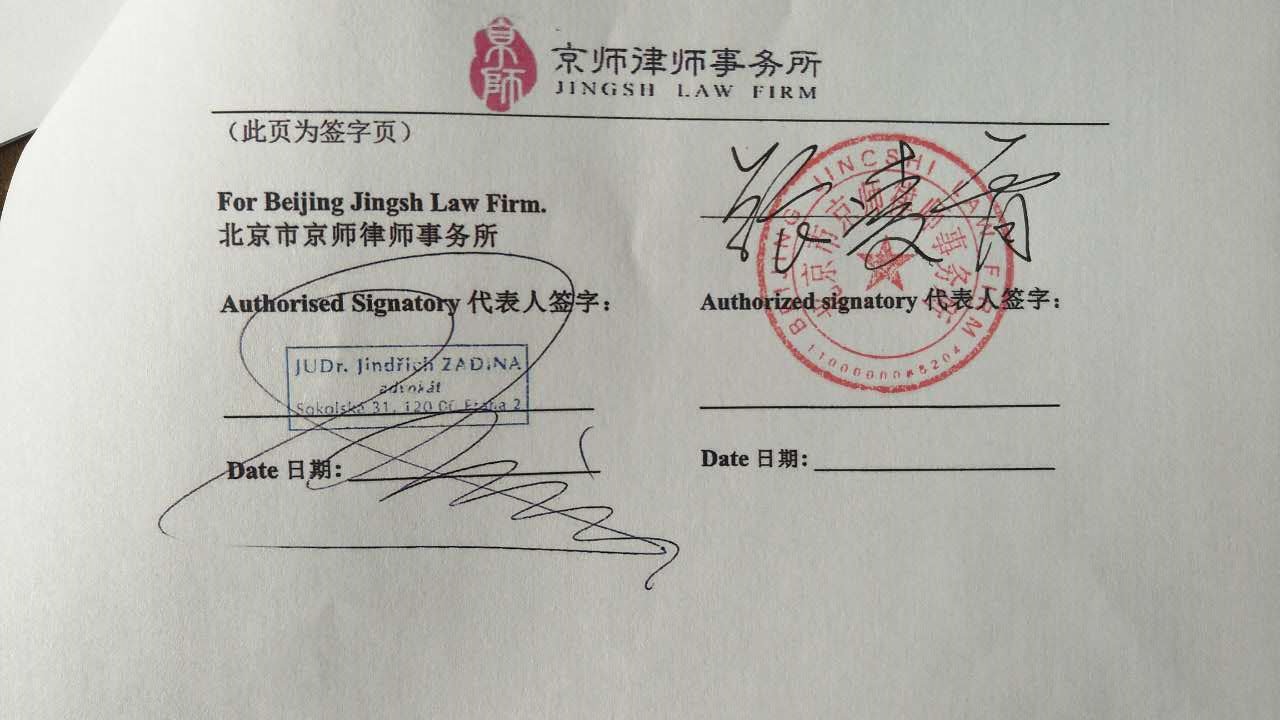 京师
京师律师事务所
JINGSH LAW FIRM
（此页为签字页）
For Beijing Jingsh Law Firm.
北京市京师律师事务所
Authorised Signatory 代表人签字：
JUDr. Jindřich ZADINA
advokát
Sokolská 31, 120 00 Praha 2
Date 日期：
BEIJING JINGSHI LAW FIRM
北京市京师律师事务所
Authorized signatory 代表人签字：
Date 日期：